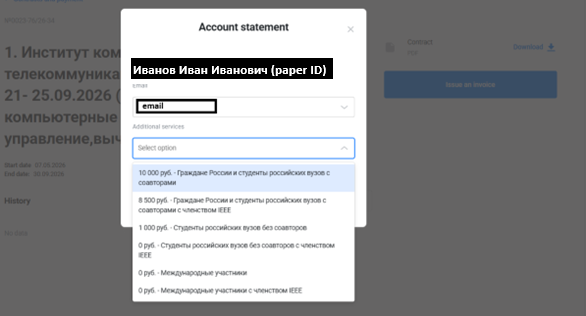 Account statement
Contract
Download
1. Институт ком
телекоммуника
21- 25.09.2026 (
компьютерные
управление,выч
Issue an invoice
Start date
End date
History
Иванов Иван Иванович (paper ID)
Email
email
Additional services
Select option
10 000 руб. - Граждане России и студенты российских вузов с
соавторами
8 500 руб. - Граждане России и студенты российских вузов с
соавторами с членством IEEE
1 000 руб. - Студенты российских вузов без соавторов
0 руб. - Студенты российских вузов без соавторов с членством
IEEE
0 руб. - Международные участники
0 руб. - Международные участники с членством IEEE